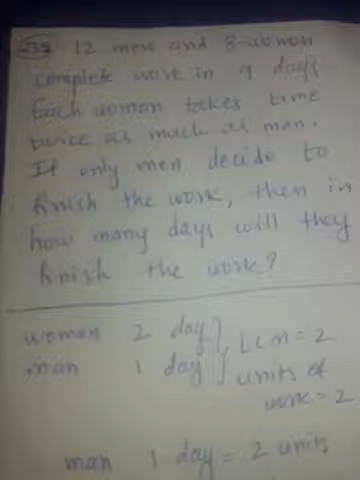 12 men and 8 women
complete work in 9 days
Each woman takes time
twice as much as man.
If only men decide to
finish the work, then in
how many days will they
finish the work?
woman 2 day } LCM = 2
man 1 day } units of
work = 2
man 1 day = 2 units